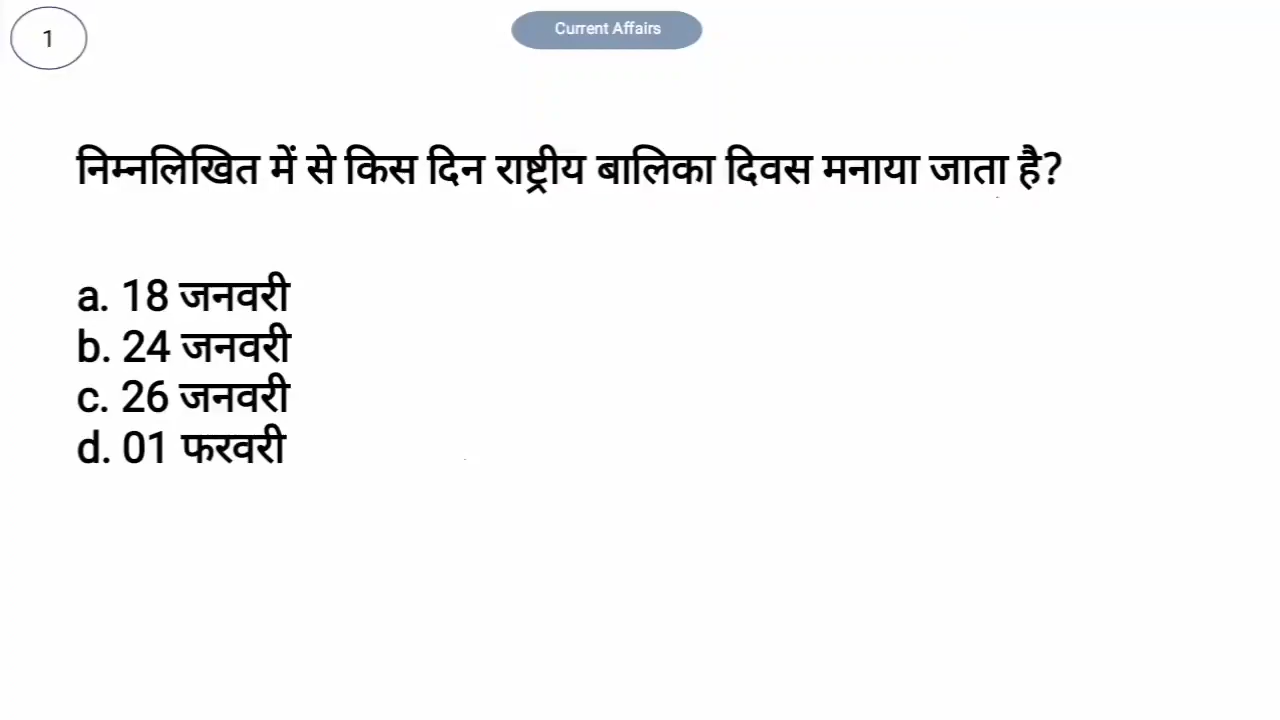 1
Current Affairs
निम्नलिखित में से किस दिन राष्ट्रीय बालिका दिवस मनाया जाता है?
a. 18 जनवरी
b. 24 जनवरी
c. 26 जनवरी
d. 01 फरवरी